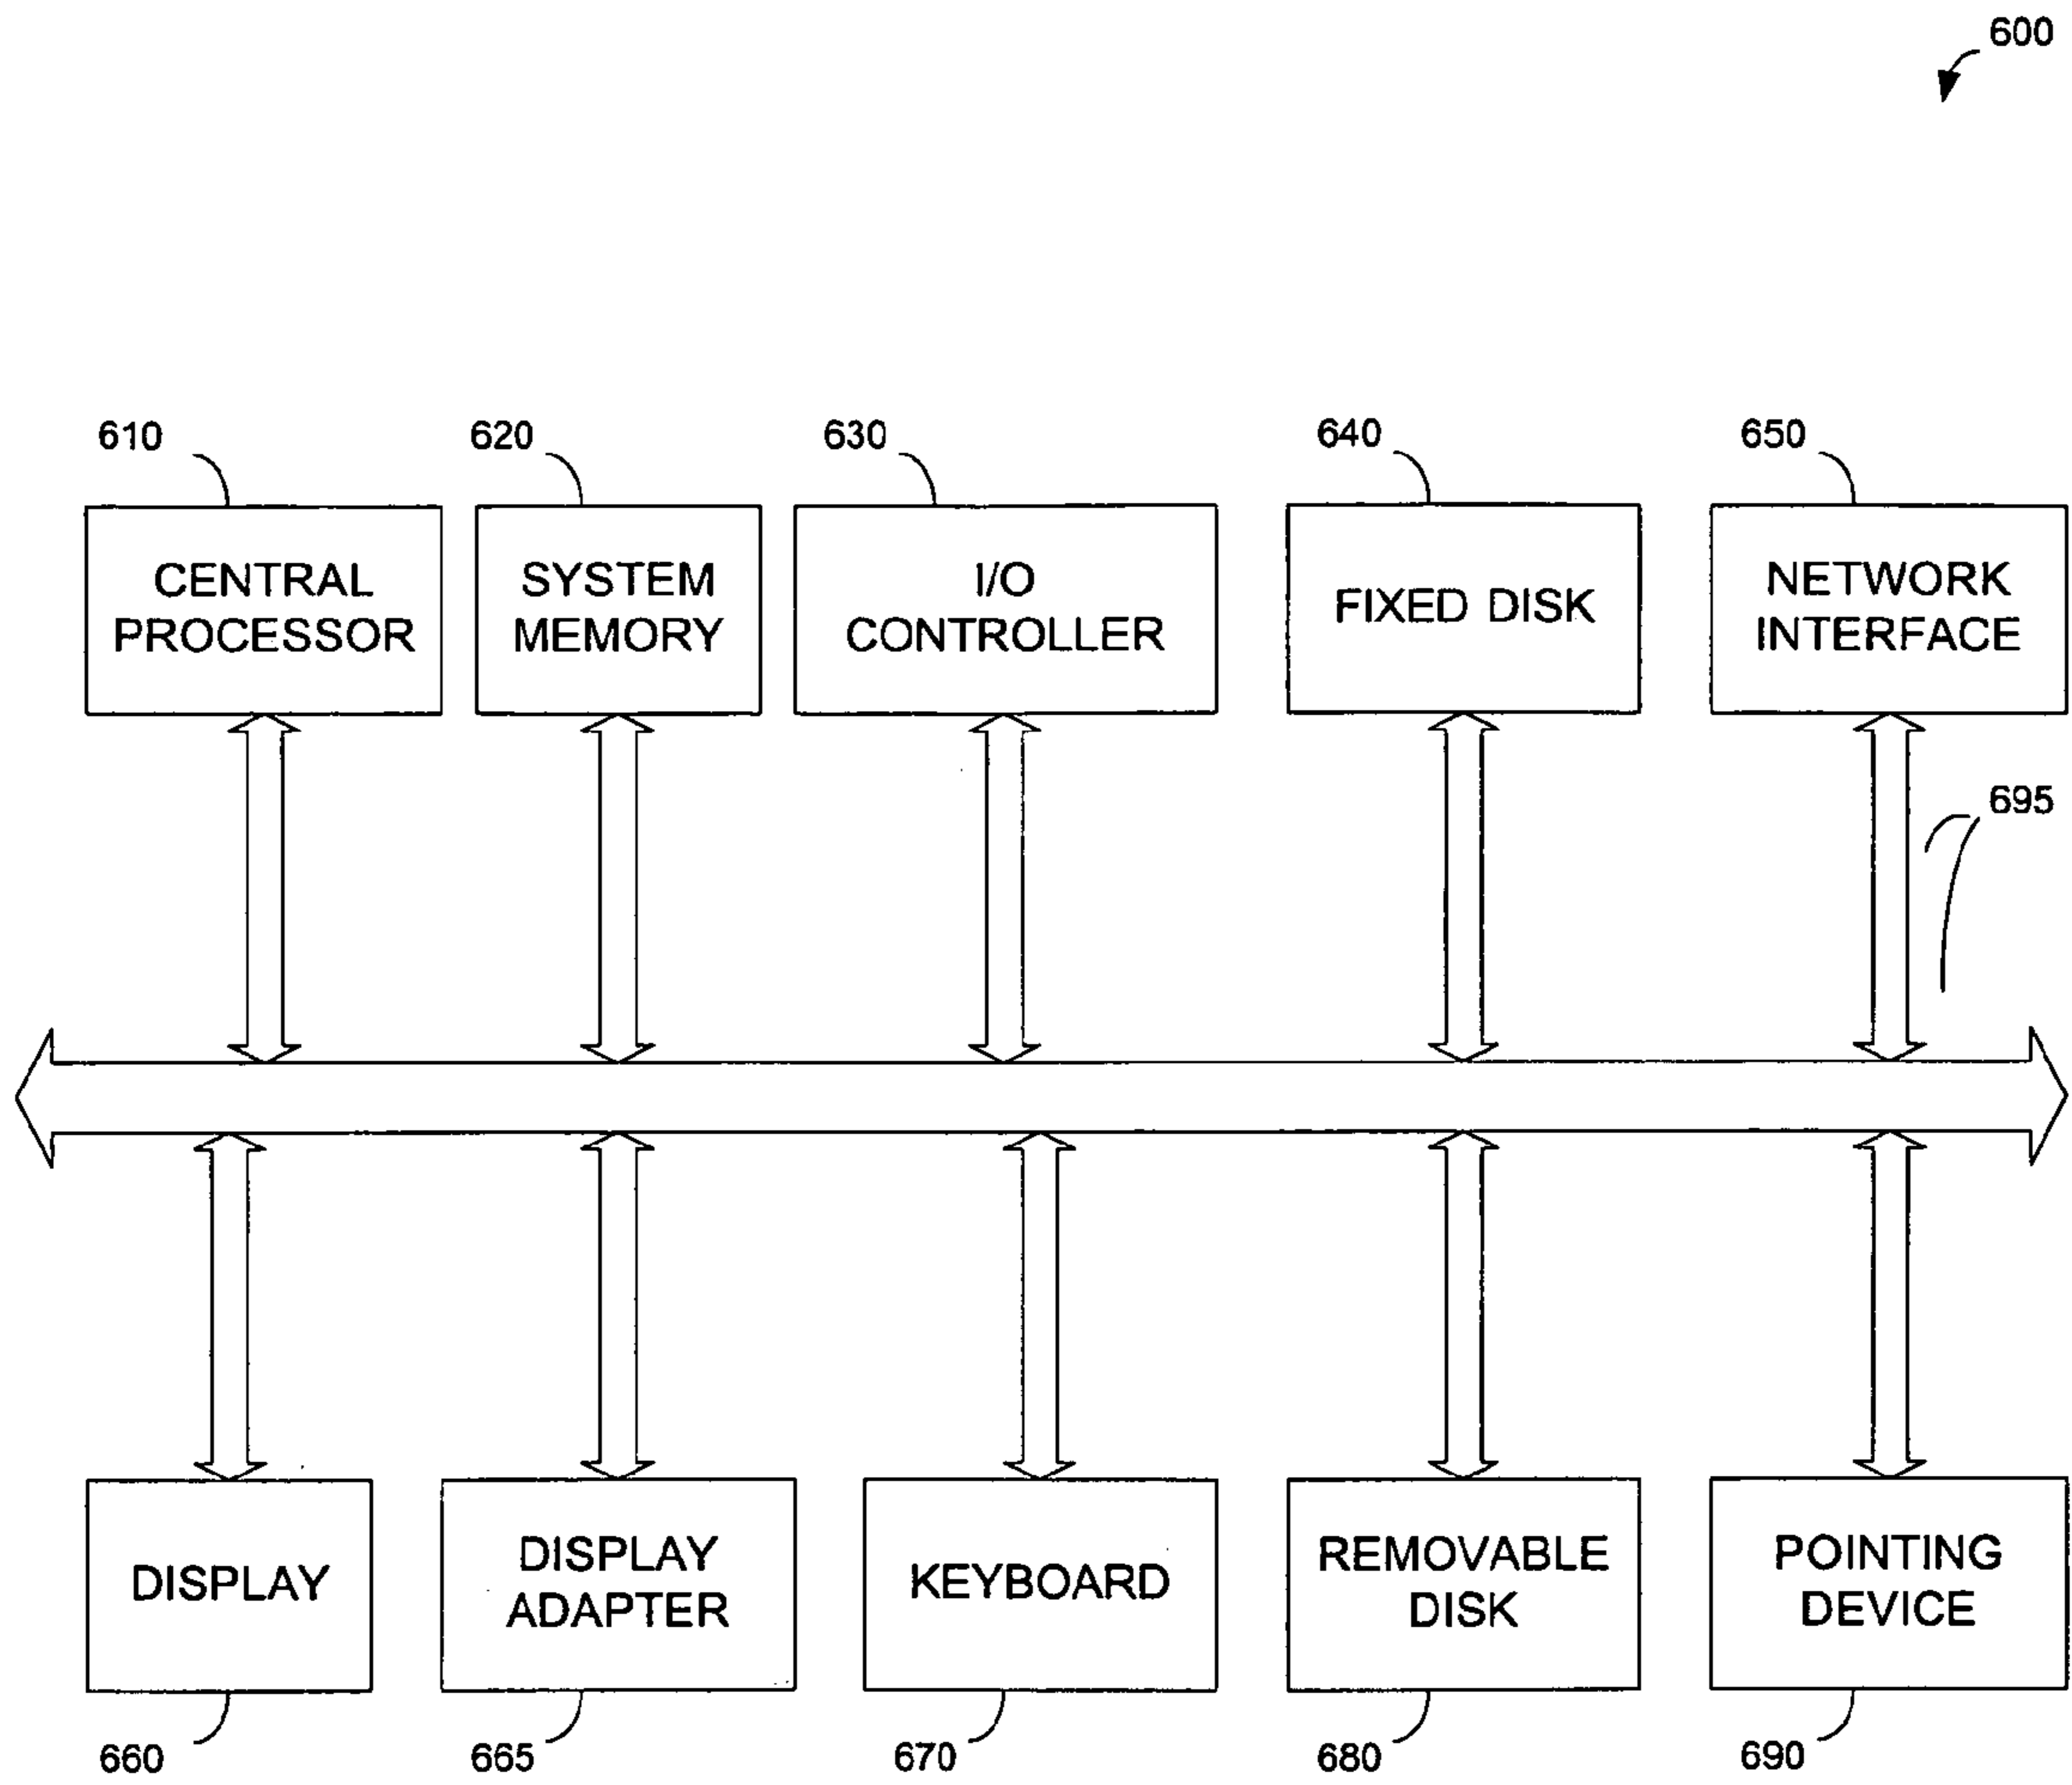 600
610
620
630
640
650
CENTRAL
PROCESSOR
SYSTEM
MEMORY
I/O
CONTROLLER
FIXED DISK
NETWORK
INTERFACE
695
DISPLAY
DISPLAY
ADAPTER
KEYBOARD
REMOVABLE
DISK
POINTING
DEVICE
660
665
670
680
690